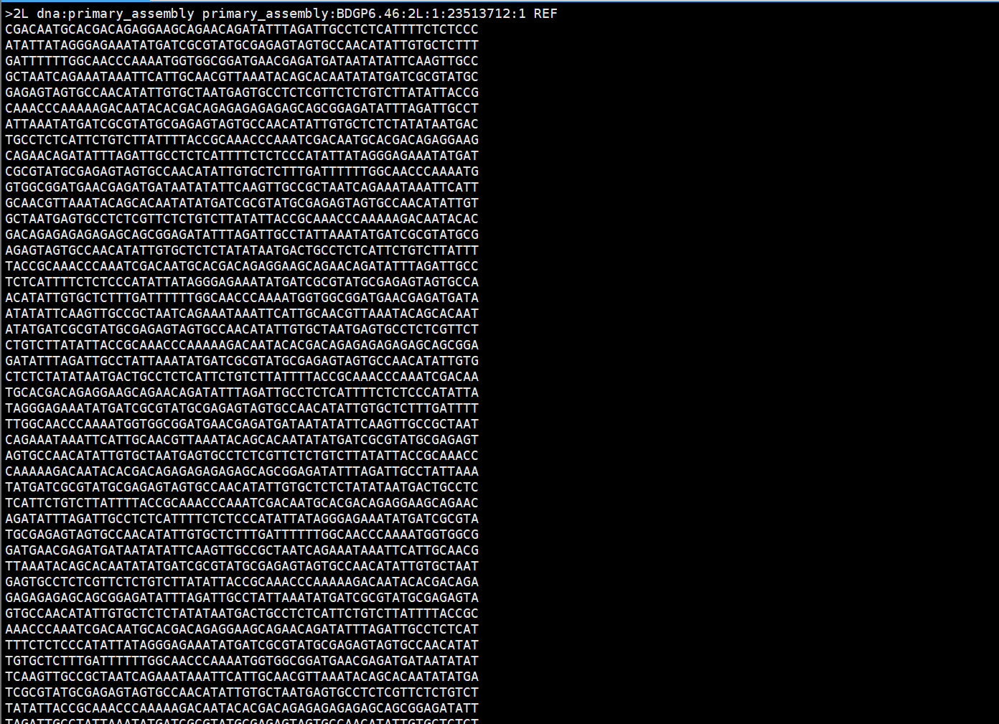 >2L dna:primary_assembly primary_assembly:BDGP6.46:2L:1:23513712:1 REF
CGACAATGCACGACAGAGGAAGCAGAACAGATATTTAGATTGCCTCTCATTTTCTCTCCC
ATATTATAGGGAGAAATATGATCGCGTATGCGAGAGTAGTGCCAACATATTGTGCTCTTT
GATTTTTTGGCAACCCAAAATGGTGGCGGATGAACGAGATGATAATATATTCAAGTTGCC
GCTAATCAGAAATAAATTCATTGCAACGTTAAATACAGCACAATATATGATCGCGTATGC
GAGAGTAGTGCCAACATATTGTGCTAATGAGTGCCTCTCGTTCTCTGTCTTATATTACCG
CAAACCCAAAAAGACAATACACGACAGAGAGAGAGAGCAGCGGAGATATTTAGATTGCCT
ATTAAATATGATCGCGTATGCGAGAGTAGTGCCAACATATTGTGCTCTCTATATAATGAC
TGCCTCTCATTCTGTCTTATTTTACCGCAAACCCAAATCGACAATGCACGACAGAGGAAG
CAGAACAGATATTTAGATTGCCTCTCATTTTCTCTCCCATATTATAGGGAGAAATATGAT
CGCGTATGCGAGAGTAGTGCCAACATATTGTGCTCTTTGATTTTTTGGCAACCCAAAATG
GTGGCGGATGAACGAGATGATAATATATTCAAGTTGCCGCTAATCAGAAATAAATTCATT
GCAACGTTAAATACAGCACAATATATGATCGCGTATGCGAGAGTAGTGCCAACATATTGT
GCTAATGAGTGCCTCTCGTTCTCTGTCTTATATTACCGCAAACCCAAAAAGACAATACAC
GACAGAGAGAGAGAGCAGCGGAGATATTTAGATTGCCTATTAAATATGATCGCGTATGCG
AGAGTAGTGCCAACATATTGTGCTCTCTATATAATGACTGCCTCTCATTCTGTCTTATTT
TACCGCAAACCCAAATCGACAATGCACGACAGAGGAAGCAGAACAGATATTTAGATTGCC
TCTCATTTTCTCTCCCATATTATAGGGAGAAATATGATCGCGTATGCGAGAGTAGTGCCA
ACATATTGTGCTCTTTGATTTTTTGGCAACCCAAAATGGTGGCGGATGAACGAGATGATA
ATATATTCAAGTTGCCGCTAATCAGAAATAAATTCATTGCAACGTTAAATACAGCACAAT
ATATGATCGCGTATGCGAGAGTAGTGCCAACATATTGTGCTAATGAGTGCCTCTCGTTCT
CTGTCTTATATTACCGCAAACCCAAAAAGACAATACACGACAGAGAGAGAGAGCAGCGGA
GATATTTAGATTGCCTATTAAATATGATCGCGTATGCGAGAGTAGTGCCAACATATTGTG
CTCTCTATATAATGACTGCCTCTCATTCTGTCTTATTTTACCGCAAACCCAAATCGACAA
TGCACGACAGAGGAAGCAGAACAGATATTTAGATTGCCTCTCATTTTCTCTCCCATATTA
TAGGGAGAAATATGATCGCGTATGCGAGAGTAGTGCCAACATATTGTGCTCTTTGATTTT
TTGGCAACCCAAAATGGTGGCGGATGAACGAGATGATAATATATTCAAGTTGCCGCTAAT
CAGAAATAAATTCATTGCAACGTTAAATACAGCACAATATATGATCGCGTATGCGAGAGT
AGTGCCAACATATTGTGCTAATGAGTGCCTCTCGTTCTCTGTCTTATATTACCGCAAACC
CAAAAAGACAATACACGACAGAGAGAGAGAGCAGCGGAGATATTTAGATTGCCTATTAAA
TATGATCGCGTATGCGAGAGTAGTGCCAACATATTGTGCTCTCTATATAATGACTGCCTC
TCATTCTGTCTTATTTTACCGCAAACCCAAATCGACAATGCACGACAGAGGAAGCAGAAC
AGATATTTAGATTGCCTCTCATTTTCTCTCCCATATTATAGGGAGAAATATGATCGCGTA
TGCGAGAGTAGTGCCAACATATTGTGCTCTTTGATTTTTTGGCAACCCAAAATGGTGGCG
GATGAACGAGATGATAATATATTCAAGTTGCCGCTAATCAGAAATAAATTCATTGCAACG
TTAAATACAGCACAATATATGATCGCGTATGCGAGAGTAGTGCCAACATATTGTGCTAAT
GAGTGCCTCTCGTTCTCTGTCTTATATTACCGCAAACCCAAAAAGACAATACACGACAGA
GAGAGAGAGCAGCGGAGATATTTAGATTGCCTATTAAATATGATCGCGTATGCGAGAGTA
GTGCCAACATATTGTGCTCTCTATATAATGACTGCCTCTCATTCTGTCTTATTTTACCGC
AAACCCAAATCGACAATGCACGACAGAGGAAGCAGAACAGATATTTAGATTGCCTCTCAT
TTTCTCTCCCATATTATAGGGAGAAATATGATCGCGTATGCGAGAGTAGTGCCAACATAT
TGTGCTCTTTGATTTTTTGGCAACCCAAAATGGTGGCGGATGAACGAGATGATAATATAT
TCAAGTTGCCGCTAATCAGAAATAAATTCATTGCAACGTTAAATACAGCACAATATATGA
TCGCGTATGCGAGAGTAGTGCCAACATATTGTGCTAATGAGTGCCTCTCGTTCTCTGTCT
TATATTACCGCAAACCCAAAAAGACAATACACGACAGAGAGAGAGAGCAGCGGAGATATT
TAGATTGCCTATTAAATATGATCGCGTATGCGAGAGTAGTGCCAACATATTGTGCTCTCT